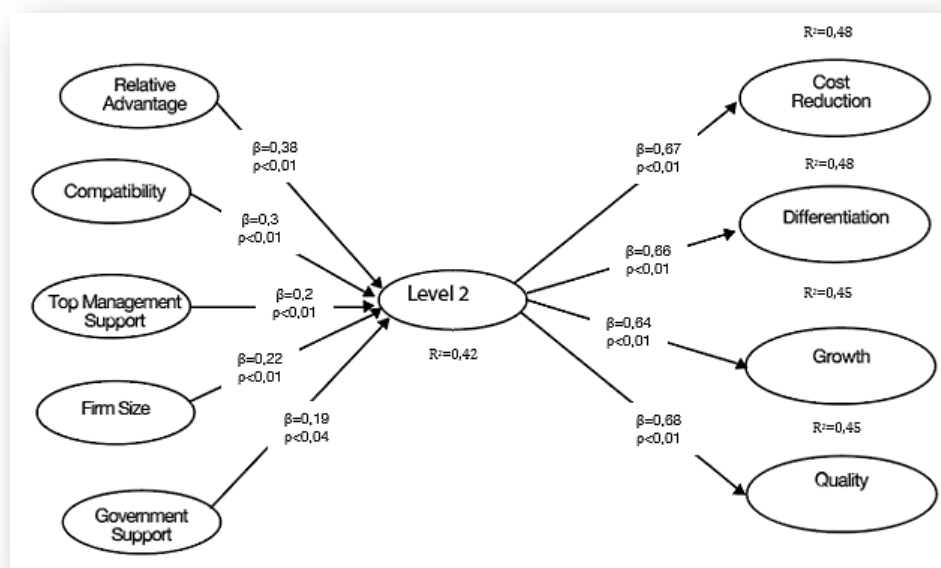 Relative
Advantage
Compatibility
Top Management
Support
Firm Size
Government
Support
β=0,38
p<0,01
β=0,3
p<0,01
β=0,2
p<0,01
β=0,22
p<0,01
β=0,19
p<0,04
Level 2
R²=0,42
β=0,67
p<0,01
β=0,66
p<0,01
β=0,64
p<0,01
β=0,68
p<0,01
R²=0,48
Cost
Reduction
R²=0,48
Differentiation
R²=0,45
Growth
R²=0,45
Quality